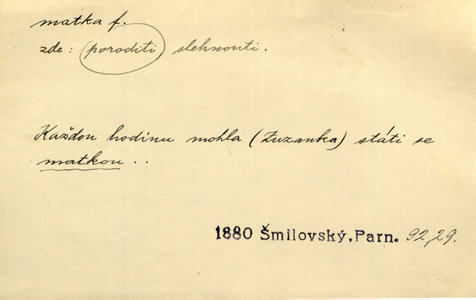 matka f.
zde: (poroditi) slehnouti.
Každou hodinu mohla (Zuzanka) státi se
matkou ..
1880 Šmilovský, Parn. 92, 29.